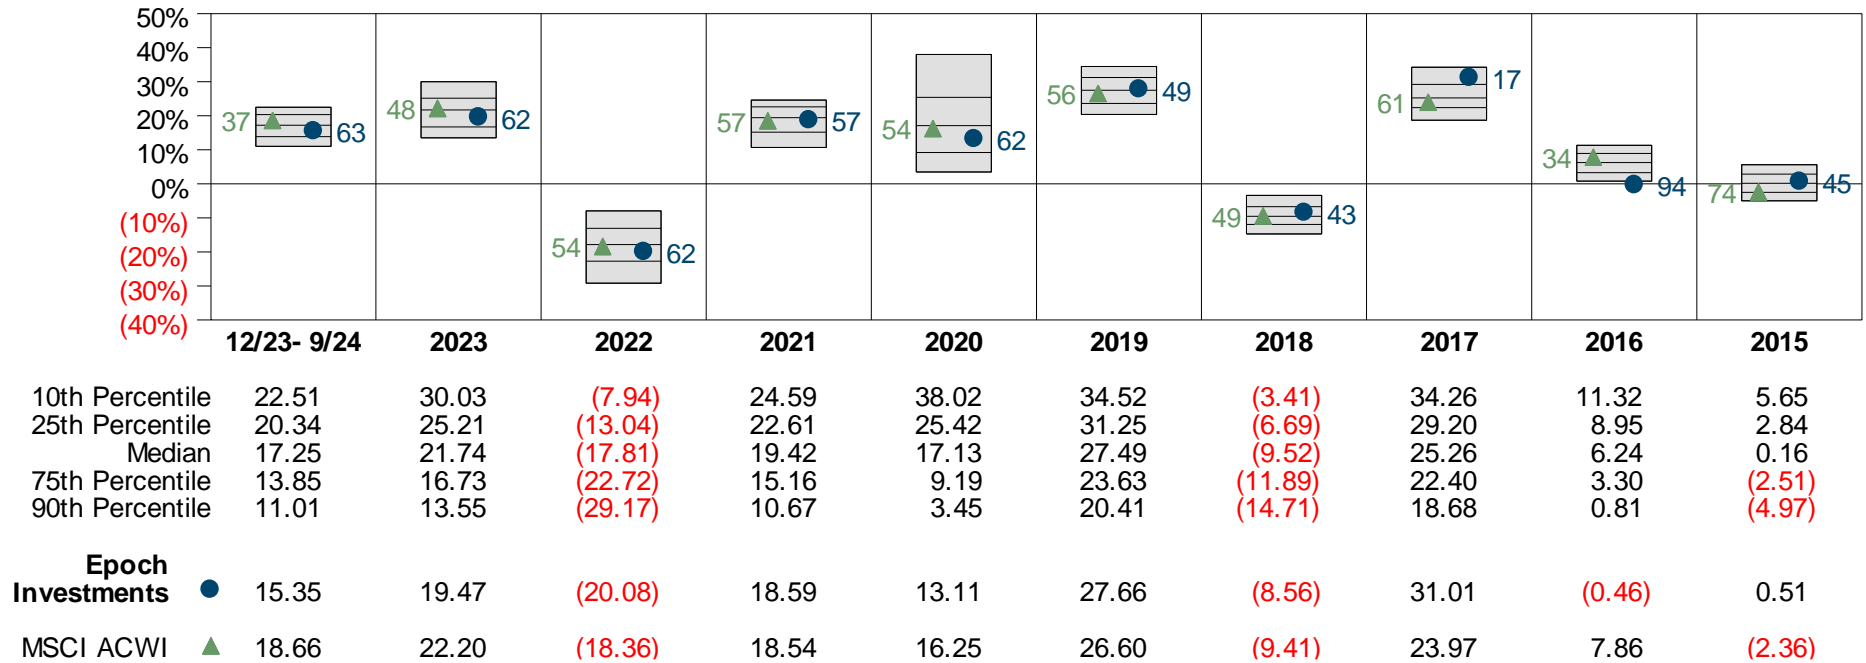 50%
40%
30%
20%
10%
0%
(10%)
(20%)
(30%)
(40%)
37 63 48 62 54 62 57 57 54 62 56 49 49 43 61 17 34 94 74 45
12/23- 9/24 2023 2022 2021 2020 2019 2018 2017 2016 2015
10th Percentile 22.51 30.03 (7.94) 24.59 38.02 34.52 (3.41) 34.26 11.32 5.65
25th Percentile 20.34 25.21 (13.04) 22.61 25.42 31.25 (6.69) 29.20 8.95 2.84
Median 17.25 21.74 (17.81) 19.42 17.13 27.49 (9.52) 25.26 6.24 0.16
75th Percentile 13.85 16.73 (22.72) 15.16 9.19 23.63 (11.89) 22.40 3.30 (2.51)
90th Percentile 11.01 13.55 (29.17) 10.67 3.45 20.41 (14.71) 18.68 0.81 (4.97)
Epoch
Investments 15.35 19.47 (20.08) 18.59 13.11 27.66 (8.56) 31.01 (0.46) 0.51
MSCI ACWI 18.66 22.20 (18.36) 18.54 16.25 26.60 (9.41) 23.97 7.86 (2.36)